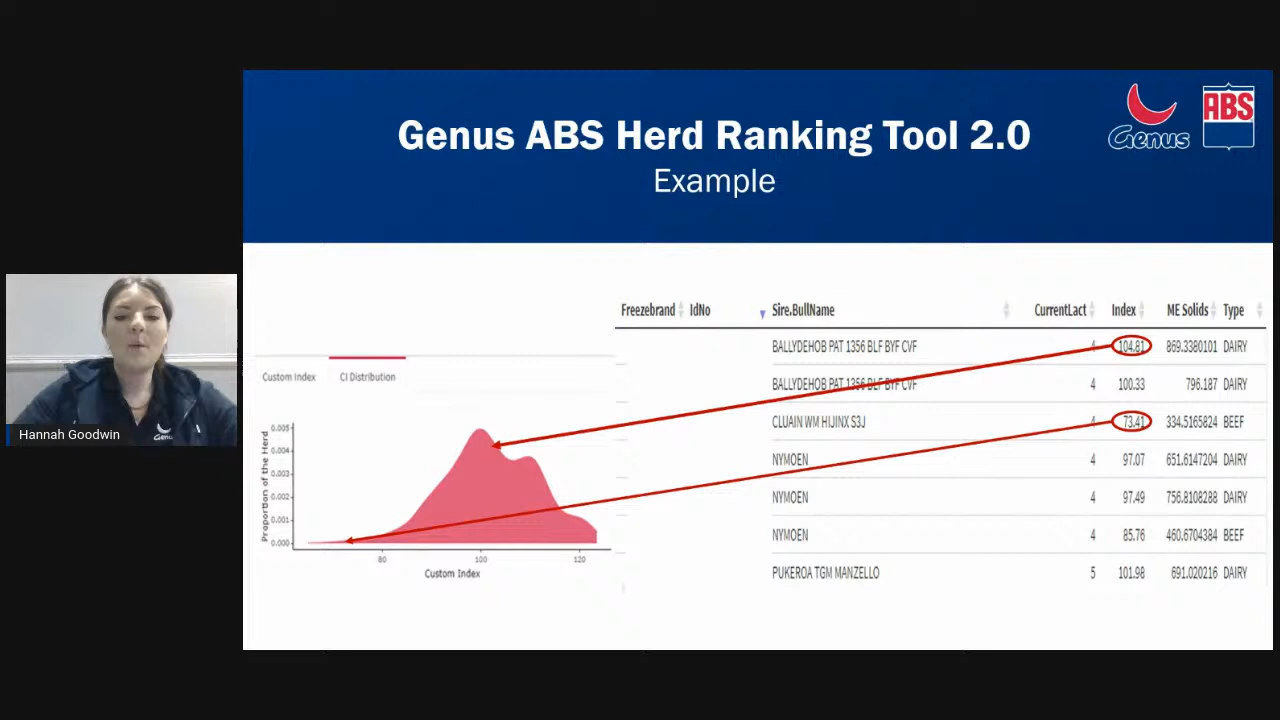 Genus ABS Herd Ranking Tool 2.0
Example
Genus
ABS
Hannah Goodwin
Genus
Custom Index
CI Distribution
Proportion of the Herd
0.005
0.004
0.003
0.002
0.001
0.000
80 100 120
Custom Index
Freezebrand IdNo Sire.BullName CurrentLact Index ME Solids Type
BALLYDEHOB PAT 1356 BLF BYF CVF 4 104.81 869.3380101 DAIRY
BALLYDEHOB PAT 1356 BLF BYF CVF 4 100.33 796.187 DAIRY
CLUAIN WM HIJINX S3J 4 73.41 334.5165824 BEEF
NYMOEN 4 97.07 651.6147204 DAIRY
NYMOEN 4 97.49 756.8108288 DAIRY
NYMOEN 4 85.76 460.6704384 BEEF
PUKEROA TGM MANZELLO 5 101.98 691.020216 DAIRY